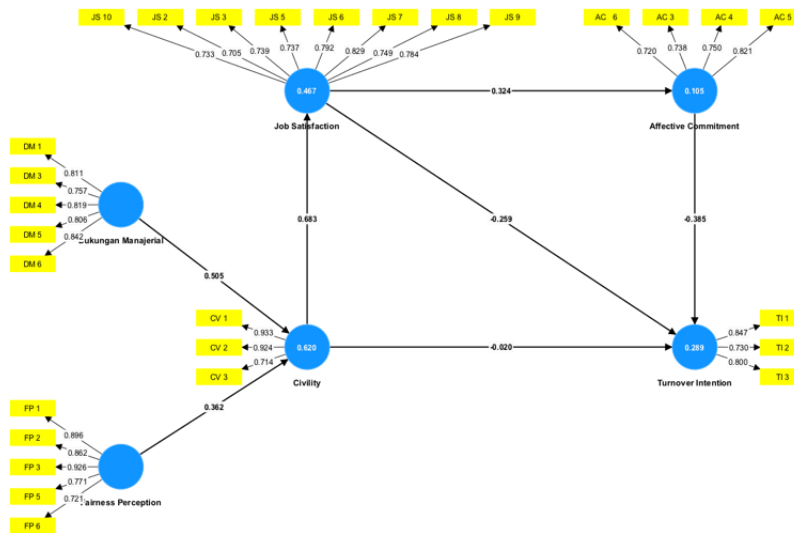 JS 10 JS 2 JS 3 JS 5 JS 6 JS 7 JS 8 JS 9 AC 6 AC 3 AC 4 AC 5
0.733 0.705 0.739 0.737 0.792 0.829 0.749 0.784 0.720 0.738 0.750 0.821
0.467 0.324 0.105
Job Satisfaction Affective Commitment
DM 1
0.811
DM 3
0.757
DM 4 0.819
0.806
DM 5
0.842
DM 6
ukungan Manajerial
0.683 -0.259 -0.385
0.505
CV 1
0.933
CV 2 0.924
0.714
CV 3
0.620 -0.020 0.289
Civility Turnover Intention
TI 1
0.847
0.730 TI 2
0.800
TI 3
0.362
FP 1
0.896
FP 2
0.862
FP 3 0.926
0.771
FP 5
0.721
FP 6
airness Perception